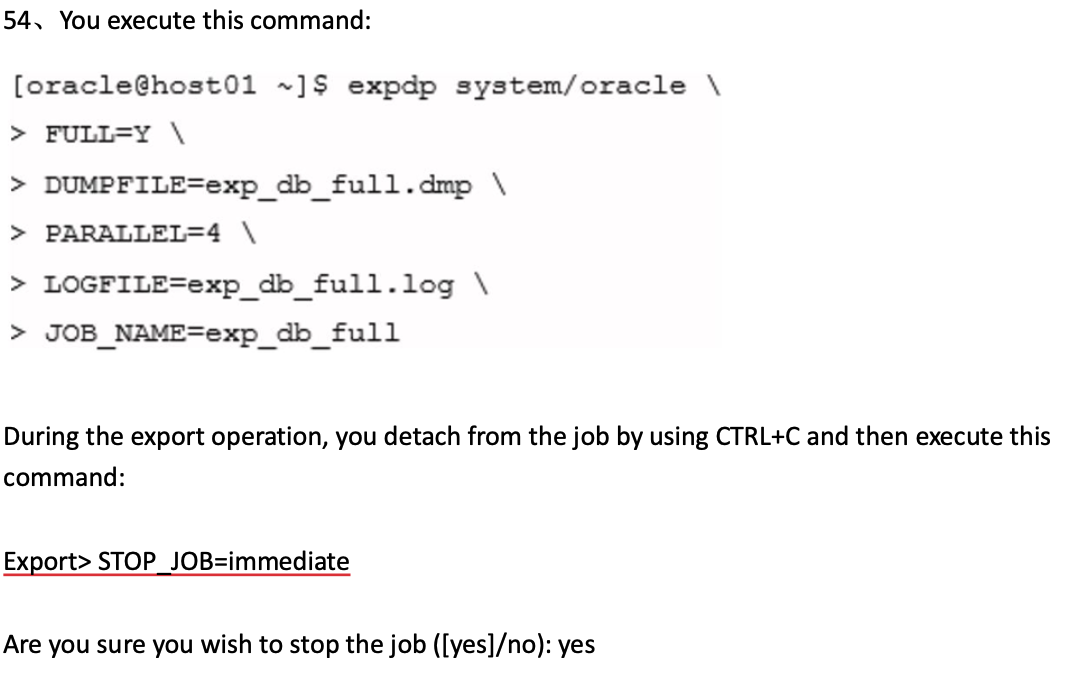 54、You execute this command:
[oracle@host01 ~]$ expdp system/oracle \
> FULL=Y \
> DUMPFILE=exp_db_full.dmp \
> PARALLEL=4 \
> LOGFILE=exp_db_full.log \
> JOB_NAME=exp_db_full
During the export operation, you detach from the job by using CTRL+C and then execute this
command:
Export> STOP_JOB=immediate
Are you sure you wish to stop the job ([yes]/no): yes